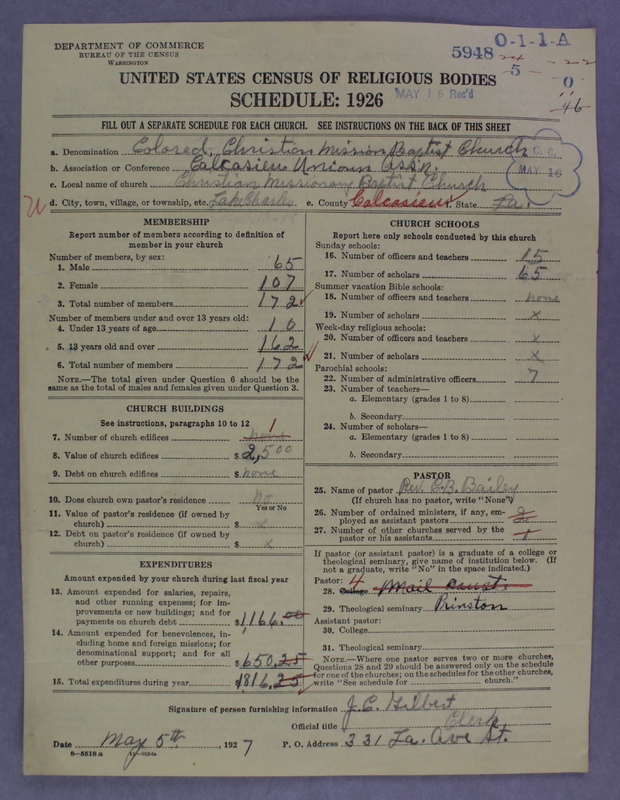 DEPARTMENT OF COMMERCE
BUREAU OF THE CENSUS
WASHINGTON
5948
O-1-1-A
5 - 0
46
UNITED STATES CENSUS OF RELIGIOUS BODIES
SCHEDULE: 1926
MAY 16 Rec'd
FILL OUT A SEPARATE SCHEDULE FOR EACH CHURCH. SEE INSTRUCTIONS ON THE BACK OF THIS SHEET
a. Denomination Colored, Christian Mission Baptist Church
b. Association or Conference Calcasieu Unioun Assn.
C. C.
MAY 16
c. Local name of church Christian Missionary Baptist Church
d. City, town, village, or township, etc. Lake Charles e. County Calcasieu f. State La.
MEMBERSHIP
Report number of members according to definition of member in your church
Number of members, by sex:
1. Male 65
2. Female 107
3. Total number of members 172
Number of members under and over 13 years old:
4. Under 13 years of age 10
5. 13 years old and over 162
6. Total number of members 172
NOTE.—The total given under Question 6 should be the same as the total of males and females given under Question 3.
CHURCH BUILDINGS
See instructions, paragraphs 10 to 12
7. Number of church edifices none 1
8. Value of church edifices $2,500
9. Debt on church edifices $ none
10. Does church own pastor's residence No
Yes or No
11. Value of pastor's residence (if owned by church) $ x
12. Debt on pastor's residence (if owned by church) $ x
EXPENDITURES
Amount expended by your church during last fiscal year
13. Amount expended for salaries, repairs, and other running expenses; for improvements or new buildings; and for payments on church debt $1,166.00
14. Amount expended for benevolences, including home and foreign missions; for denominational support; and for all other purposes $650.25
15. Total expenditures during year $1816.25
CHURCH SCHOOLS
Report here only schools conducted by this church
Sunday schools:
16. Number of officers and teachers 15
17. Number of scholars 65
Summer vacation Bible schools:
18. Number of officers and teachers none
19. Number of scholars x
Week-day religious schools:
20. Number of officers and teachers x
21. Number of scholars x
Parochial schools:
22. Number of administrative officers 7
23. Number of teachers—
a. Elementary (grades 1 to 8)
b. Secondary
24. Number of scholars—
a. Elementary (grades 1 to 8)
b. Secondary
PASTOR
25. Name of pastor Rev. E.B. Bailey
(If church has no pastor, write "None")
26. Number of ordained ministers, if any, employed as assistant pastors 2
27. Number of other churches served by the pastor or his assistants 1
If pastor (or assistant pastor) is a graduate of a college or theological seminary, give name of institution below. (If not a graduate, write "No" in the space indicated.)
Pastor: 4
28. College Mail
29. Theological seminary Prinston
Assistant pastor:
30. College
31. Theological seminary
NOTE.—Where one pastor serves two or more churches, Questions 28 and 29 should be answered only on the schedule for one of the churches; on the schedules for the other churches, write "See schedule for church."
Signature of person furnishing information J.C. Gilbert
Official title Clerk.
Date May 5th, 1927 P. O. Address 331 La. Ave St.
8-5518 a